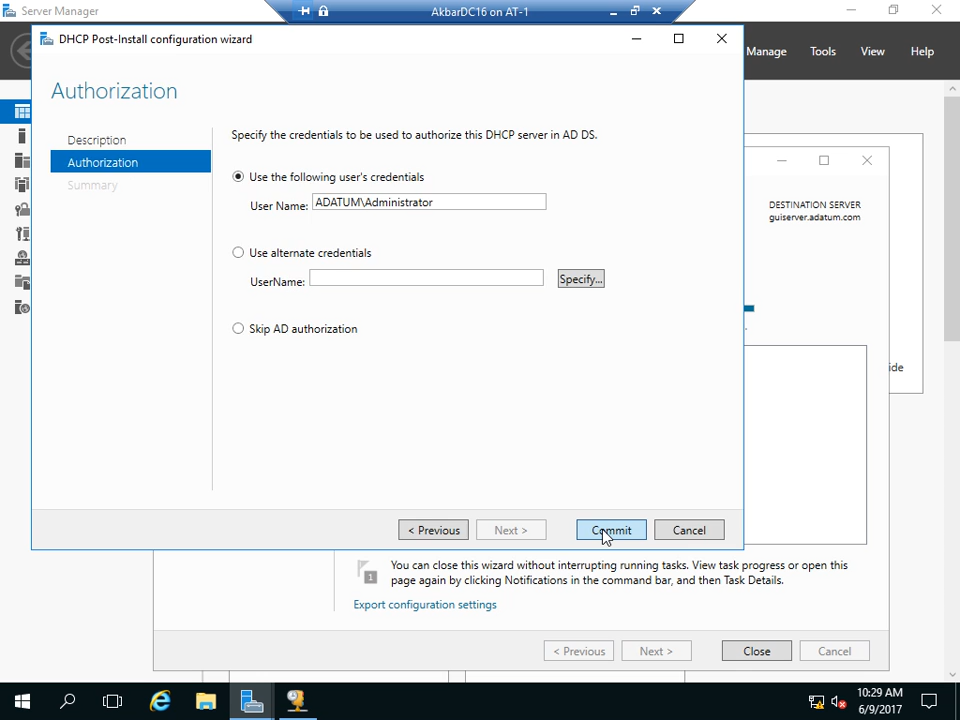 Server Manager
AkbarDC16 on AT-1
DHCP Post-Install configuration wizard
Manage
Tools
View
Help
Authorization
Description
Authorization
Summary
Specify the credentials to be used to authorize this DHCP server in AD DS.
Use the following user's credentials
User Name: ADATUM\Administrator
Use alternate credentials
UserName:
Specify...
Skip AD authorization
DESTINATION SERVER
guiserver.adatum.com
ide
< Previous
Next >
Commit
Cancel
1
You can close this wizard without interrupting running tasks. View task progress or open this
page again by clicking Notifications in the command bar, and then Task Details.
Export configuration settings
< Previous
Next >
Close
Cancel
10:29 AM
6/9/2017